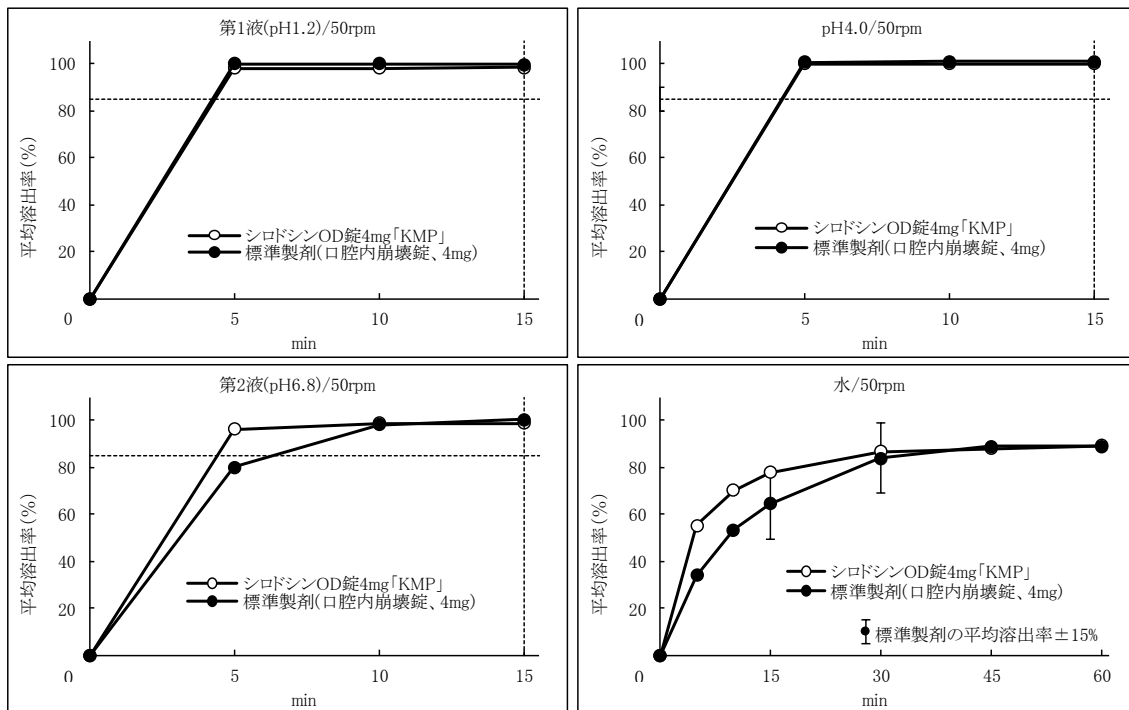 第1液(pH1.2)/50rpm
平均溶出率(%)
100
80
60
40
20
0
5
10
15
min
シロドシンOD錠4mg「KMP」
標準製剤(口腔内崩壊錠、4mg)
pH4.0/50rpm
平均溶出率(%)
100
80
60
40
20
0
5
10
15
min
シロドシンOD錠4mg「KMP」
標準製剤(口腔内崩壊錠、4mg)
第2液(pH6.8)/50rpm
平均溶出率(%)
100
80
60
40
20
0
5
10
15
min
シロドシンOD錠4mg「KMP」
標準製剤(口腔内崩壊錠、4mg)
水/50rpm
平均溶出率(%)
100
80
60
40
20
0
15
30
45
60
min
シロドシンOD錠4mg「KMP」
標準製剤(口腔内崩壊錠、4mg)
標準製剤の平均溶出率±15%